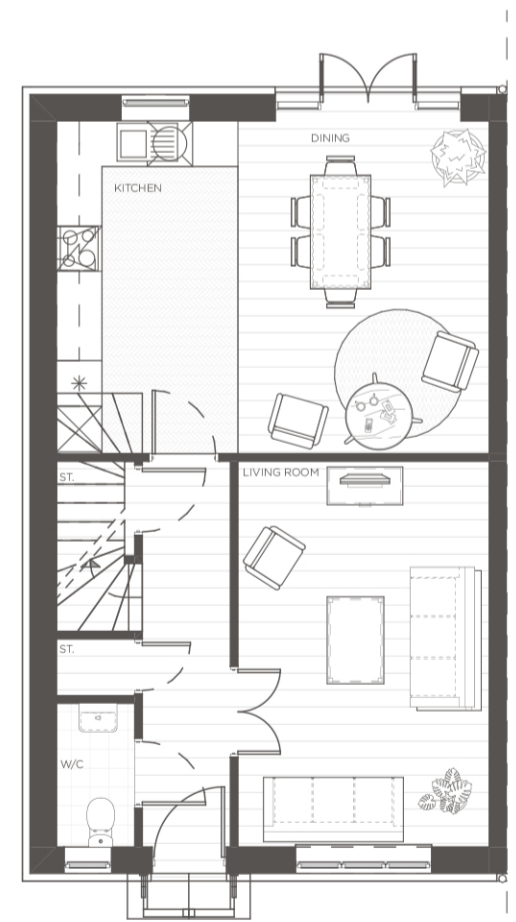 DINING
KITCHEN
ST.
LIVING ROOM
ST.
W/C